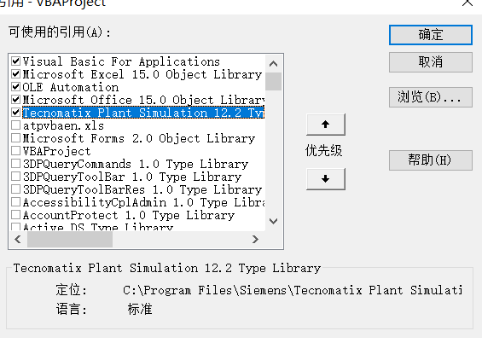 引用 - VBAProject
可使用的引用(A):
确定
取消
浏览(B)...
帮助(H)
优先级
Visual Basic For Applications
Microsoft Excel 15.0 Object Library
OLE Automation
Microsoft Office 15.0 Object Library
Tecnomatix Plant Simulation 12.2 Typ
atpvbaen.xls
Microsoft Forms 2.0 Object Library
VBAProject
3DPQueryCommands 1.0 Type Library
3DPQueryToolBar 1.0 Type Library
3DPQueryToolBarRes 1.0 Type Library
AccessibilityCplAdmin 1.0 Type Libra
AccountProtect 1.0 Type Library
Active DS Type Library
Tecnomatix Plant Simulation 12.2 Type Library
定位: C:\Program Files\Siemens\Tecnomatix Plant Simulati
语言: 标准